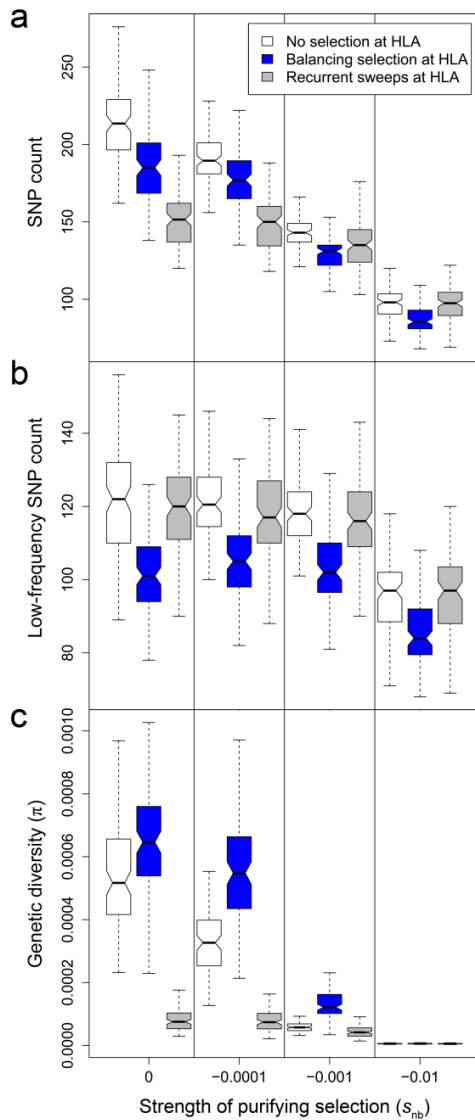 a
No selection at HLA
Balancing selection at HLA
Recurrent sweeps at HLA
SNP count
250
200
150
100
b
Low-frequency SNP count
140
120
100
80
c
Genetic diversity (π)
0.0010
0.0008
0.0006
0.0004
0.0002
0.0000
0 -0.0001 -0.001 -0.01
Strength of purifying selection (snb)